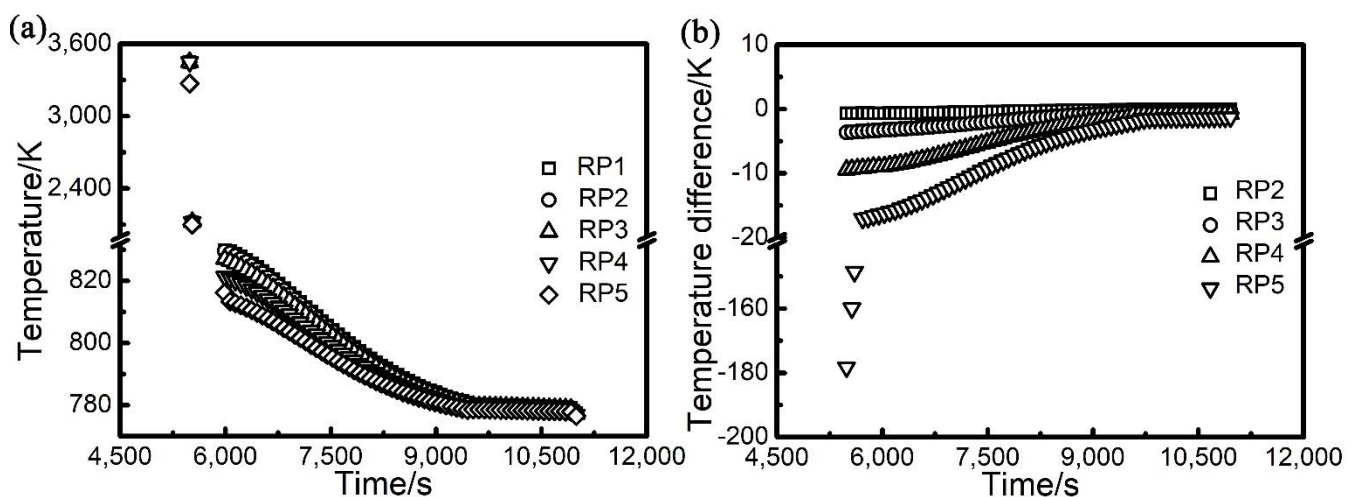 (a)
3,600
3,000
2,400
820
800
780
Temperature/K
RP1
RP2
RP3
RP4
RP5
4,500
6,000
7,500
9,000
10,500
12,000
Time/s
(b)
10
0
-10
-20
-160
-180
-200
Temperature difference/K
RP2
RP3
RP4
RP5
4,500
6,000
7,500
9,000
10,500
12,000
Time/s